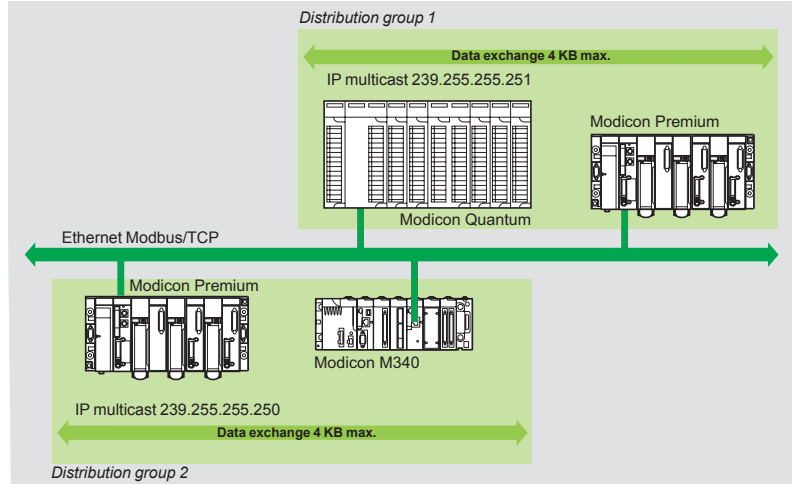 Distribution group 1
Data exchange 4 KB max.
IP multicast 239.255.255.251
Modicon Premium
Modicon Quantum
Ethernet Modbus/TCP
Modicon Premium
Modicon M340
IP multicast 239.255.255.250
Data exchange 4 KB max.
Distribution group 2